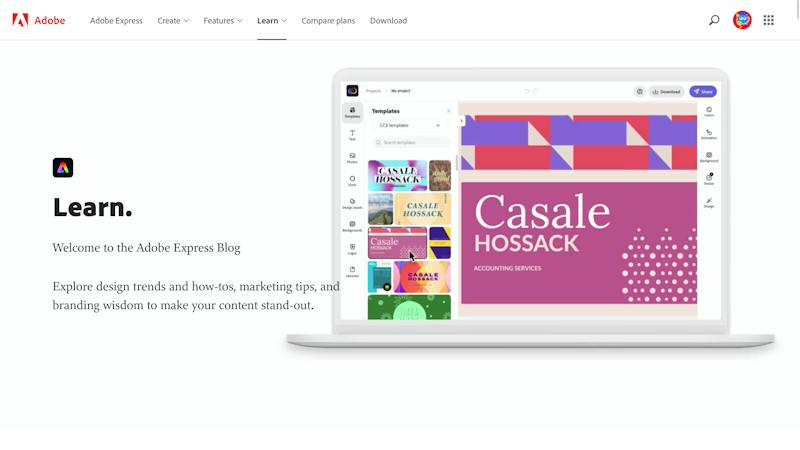 Adobe
Adobe Express
Create
Features
Learn
Compare plans
Download
Learn.
Welcome to the Adobe Express Blog
Explore design trends and how-tos, marketing tips, and
branding wisdom to make your content stand-out.
Projects / My project
Download
Share
Templates
Text
Photos
Icons
Design Assets
Backgrounds
Logos
Libraries
Templates
CCX templates
Search templates
CASALE
HOSSACK
CASALE
HOSSACK
Casale
HOSSACK
CASALE
HOSSACK
Casale
HOSSACK
ACCOUNTING SERVICES
Colors
Animation
Background
Resize
Design